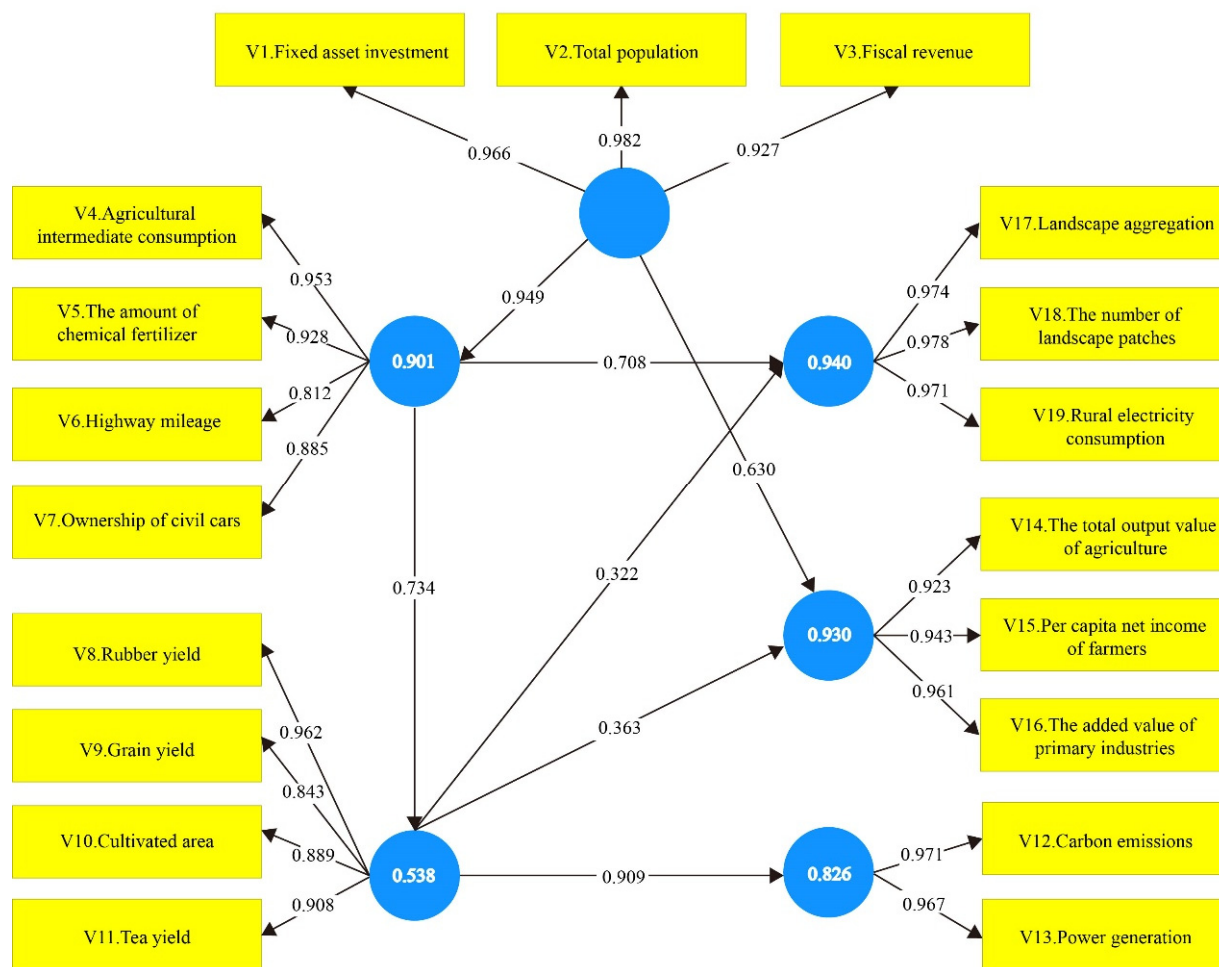 V1.Fixed asset investment
V2.Total population
V3.Fiscal revenue
0.966
0.982
0.927
V4.Agricultural
intermediate consumption
V17.Landscape aggregation
0.953
0.949
0.974
V5.The amount of
chemical fertilizer
0.928
0.901
0.708
0.940
0.978
V18.The number of
landscape patches
0.812
0.971
V6.Highway mileage
V19.Rural electricity
consumption
0.885
0.630
V7.Ownership of civil cars
V14.The total output value
of agriculture
0.734
0.322
0.923
V8.Rubber yield
0.930
0.943
V15.Per capita net income
of farmers
0.961
0.962
0.363
V9.Grain yield
V16.The added value of
primary industries
0.843
V10.Cultivated area
0.889
0.971
V12.Carbon emissions
0.538
0.909
0.826
0.908
0.967
V11.Tea yield
V13.Power generation